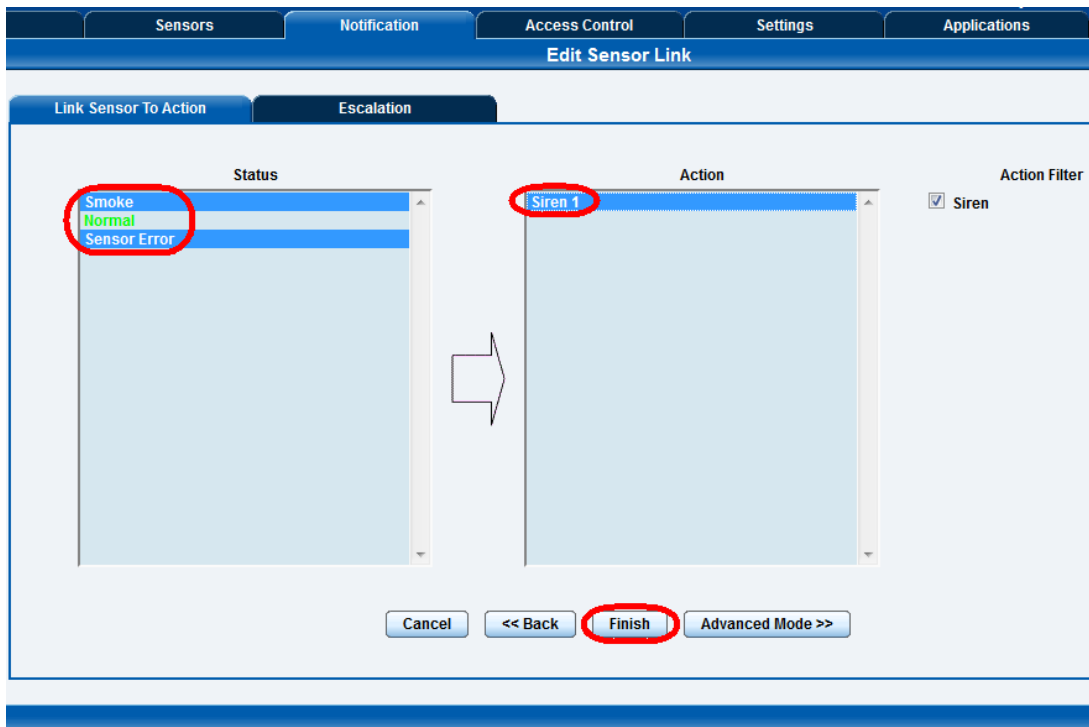 Sensors Notification Access Control Settings Applications
Edit Sensor Link
Link Sensor To Action Escalation
Status Action Action Filter
Smoke Siren 1 Siren
Normal
Sensor Error
Cancel << Back Finish Advanced Mode >>